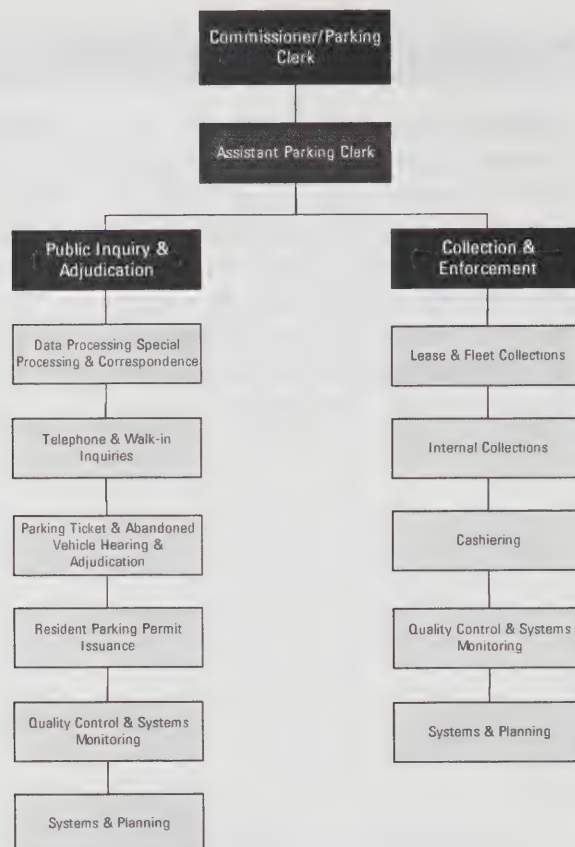 Commissioner/Parking
Clerk
Assistant Parking Clerk
Public Inquiry &
Adjudication
Data Processing Special
Processing & Correspondence
Telephone & Walk-in
Inquiries
Parking Ticket & Abandoned
Vehicle Hearing &
Adjudication
Resident Parking Permit
Issuance
Quality Control & Systems
Monitoring
Systems & Planning
Collection &
Enforcement
Lease & Fleet Collections
Internal Collections
Cashiering
Quality Control & Systems
Monitoring
Systems & Planning